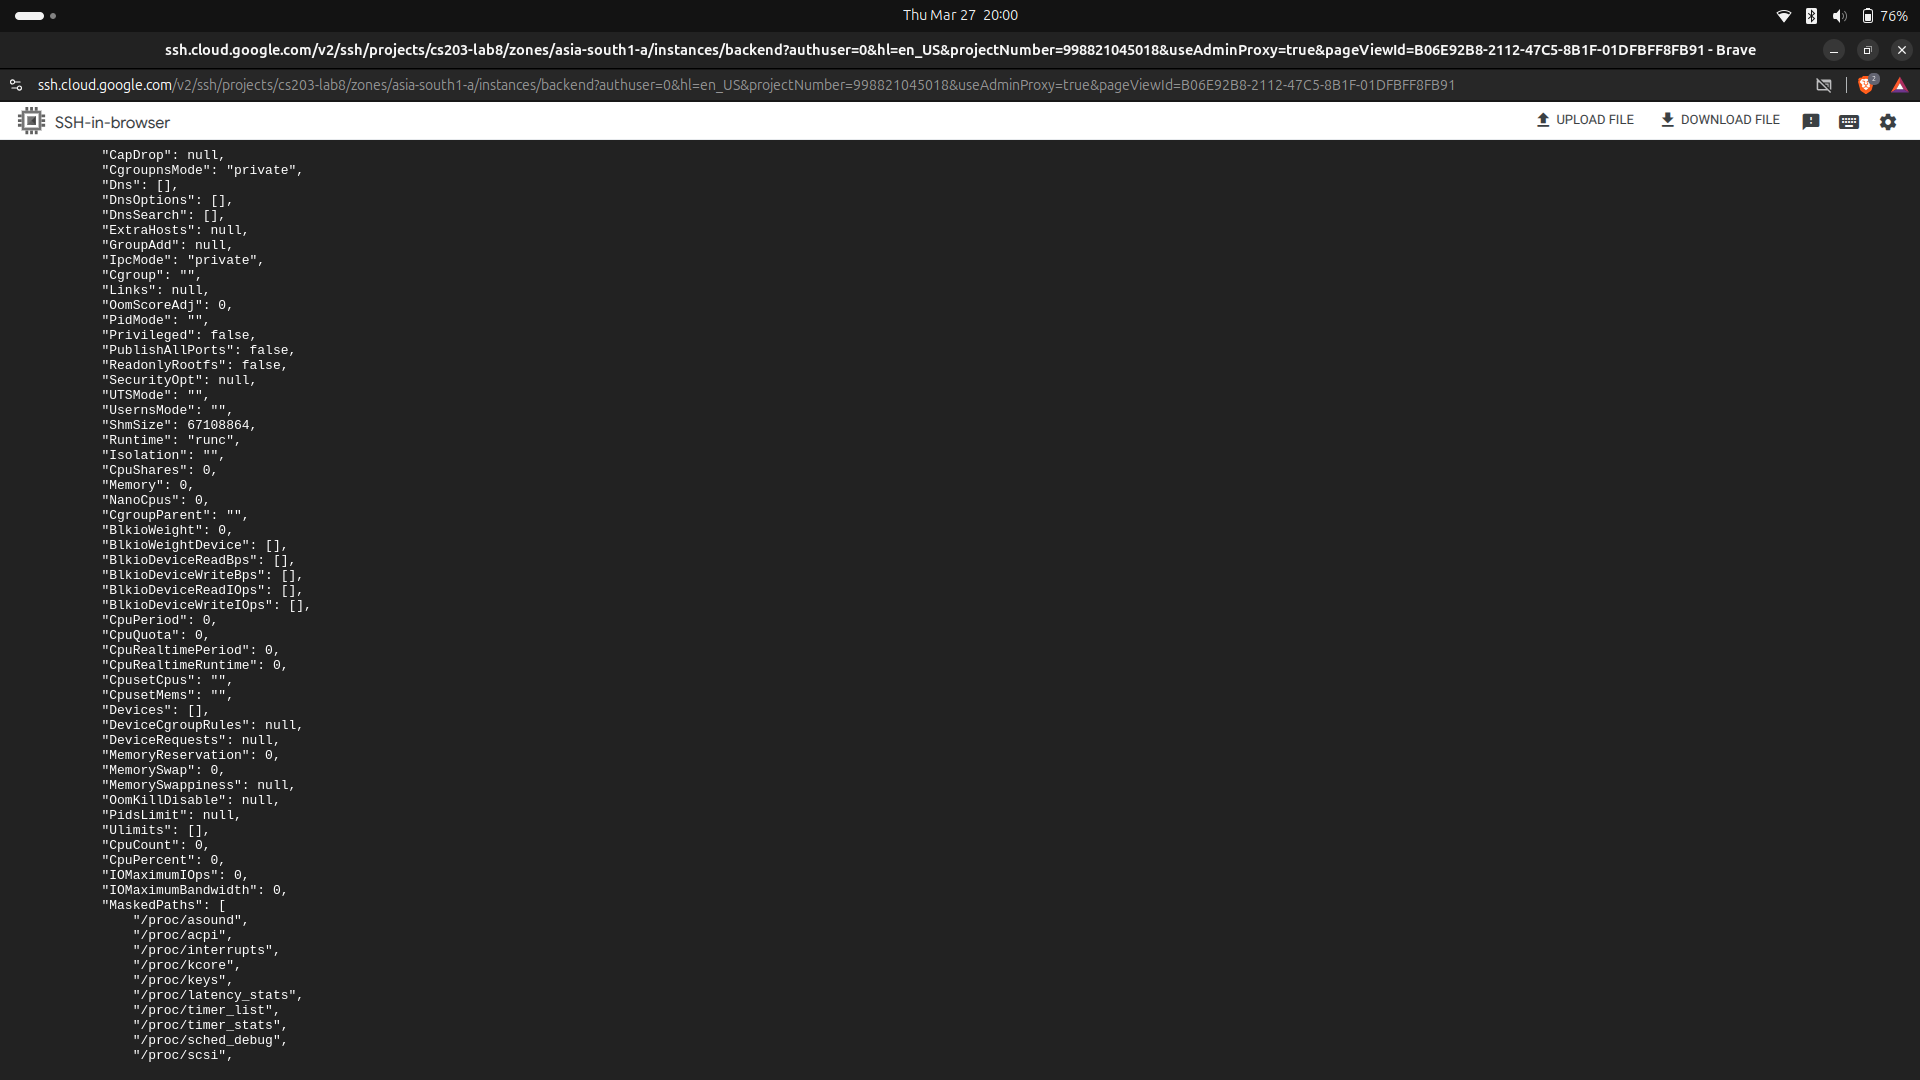 Thu Mar 27 20:00
76%
ssh.cloud.google.com/v2/ssh/projects/cs203-lab8/zones/asia-south1-a/instances/backend?authuser=0&hl=en_US&projectNumber=998821045018&useAdminProxy=true&pageViewId=B06E92B8-2112-47C5-8B1F-01DFBFF8FB91 - Brave
ssh.cloud.google.com/v2/ssh/projects/cs203-lab8/zones/asia-south1-a/instances/backend?authuser=0&hl=en_US&projectNumber=998821045018&useAdminProxy=true&pageViewId=B06E92B8-2112-47C5-8B1F-01DFBFF8FB91
2
SSH-in-browser
UPLOAD FILE
DOWNLOAD FILE
"CapDrop": null,
"CgroupnsMode": "private",
"Dns": [],
"DnsOptions": [],
"DnsSearch": [],
"ExtraHosts": null,
"GroupAdd": null,
"IpcMode": "private",
"Cgroup": "",
"Links": null,
"OomScoreAdj": 0,
"PidMode": "",
"Privileged": false,
"PublishAllPorts": false,
"ReadonlyRootfs": false,
"SecurityOpt": null,
"UTSMode": "",
"UsernsMode": "",
"ShmSize": 67108864,
"Runtime": "runc",
"Isolation": "",
"CpuShares": 0,
"Memory": 0,
"NanoCpus": 0,
"CgroupParent": "",
"BlkioWeight": 0,
"BlkioWeightDevice": [],
"BlkioDeviceReadBps": [],
"BlkioDeviceWriteBps": [],
"BlkioDeviceReadIOps": [],
"BlkioDeviceWriteIOps": [],
"CpuPeriod": 0,
"CpuQuota": 0,
"CpuRealtimePeriod": 0,
"CpuRealtimeRuntime": 0,
"CpusetCpus": "",
"CpusetMems": "",
"Devices": [],
"DeviceCgroupRules": null,
"DeviceRequests": null,
"MemoryReservation": 0,
"MemorySwap": 0,
"MemorySwappiness": null,
"OomKillDisable": null,
"PidsLimit": null,
"Ulimits": [],
"CpuCount": 0,
"CpuPercent": 0,
"IOMaximumIOps": 0,
"IOMaximumBandwidth": 0,
"MaskedPaths": [
"/proc/asound",
"/proc/acpi",
"/proc/interrupts",
"/proc/kcore",
"/proc/keys",
"/proc/latency_stats",
"/proc/timer_list",
"/proc/timer_stats",
"/proc/sched_debug",
"/proc/scsi",